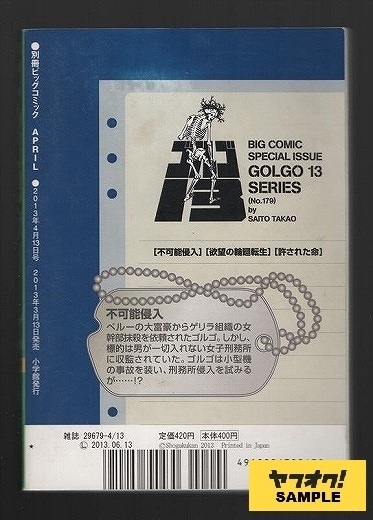 ●別冊ビッグコミック APRIL ●2013年4月13日号 2013年3月13日発売 小学館発行
ゴルゴ
13
BIG COMIC
SPECIAL ISSUE
GOLGO 13
SERIES
(No.179)
by
SAITO TAKAO
【不可能侵入】【欲望の輪廻転生】【許された命】
不可能侵入
ペルーの大富豪からゲリラ組織の女
幹部抹殺を依頼されたゴルゴ。しかし、
標的は男が一切入れない女子刑務所
に収監されていた。ゴルゴは小型機
の事故を装い、刑務所侵入を試みる
が……!?
雑誌 29679-4/13
定価420円 本体400円
Ⓛ 2013.06.13
©Shogakukan 2013 Printed in Japan
ヤフオク!
SAMPLE